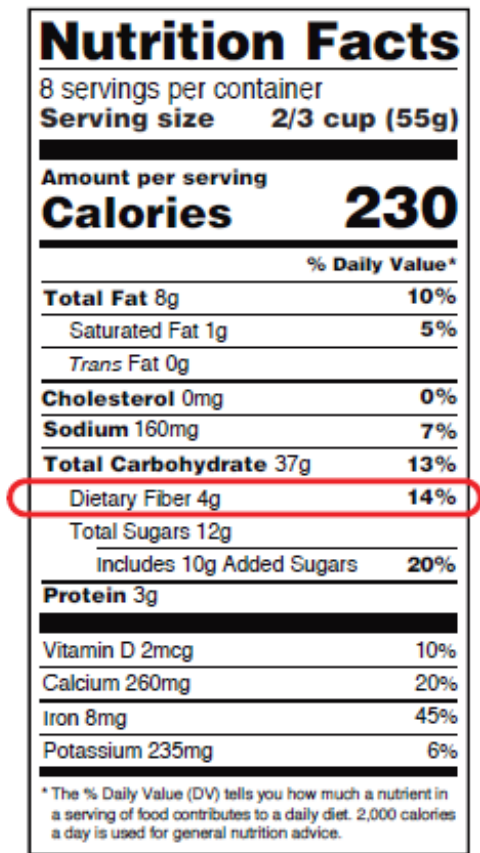 Nutrition Facts
8 servings per container
Serving size 2/3 cup (55g)
Amount per serving
Calories 230
% Daily Value*
Total Fat 8g 10%
Saturated Fat 1g 5%
Trans Fat 0g
Cholesterol 0mg 0%
Sodium 160mg 7%
Total Carbohydrate 37g 13%
Dietary Fiber 4g 14%
Total Sugars 12g
Includes 10g Added Sugars 20%
Protein 3g
Vitamin D 2mcg 10%
Calcium 260mg 20%
Iron 8mg 45%
Potassium 235mg 6%
* The % Daily Value (DV) tells you how much a nutrient in
a serving of food contributes to a daily diet. 2,000 calories
a day is used for general nutrition advice.